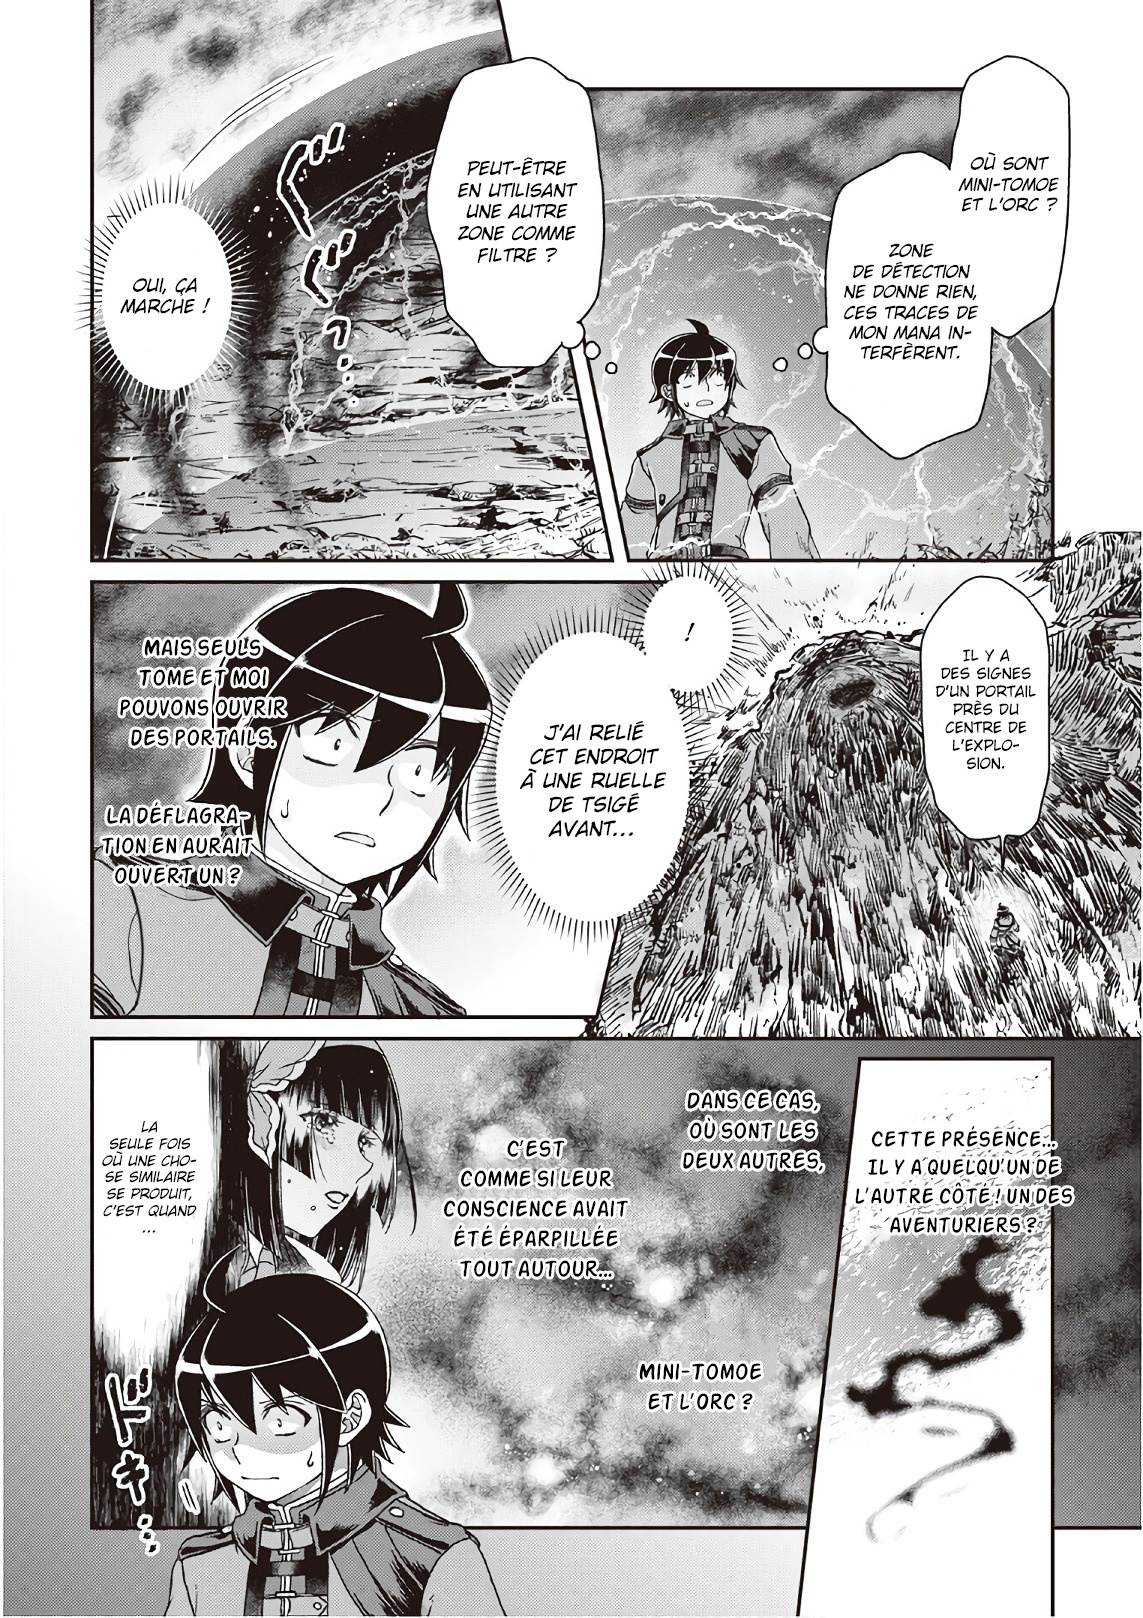 OÙ SONT
MINI-TOMOE
ET L'ORC ?
ZONE
DE DÉTECTION
NE DONNE RIEN,
CES TRACES DE
MON MANA IN-
TERFÈRENT.
PEUT-ÊTRE
EN UTILISANT
UNE AUTRE
ZONE COMME
FILTRE ?
くくっ…
OUI, ÇA
MARCHE !
IL Y A
DES SIGNES
D'UN PORTAIL
PRÈS DU
CENTRE DE
L'EXPLO-
SION.
!
J'AI RELIÉ
CET ENDROIT
À UNE RUELLE
DE TSIGÉ
AVANT...
MAIS SEULS
TOME ET MOI
POUVONS OUVRIR
DES PORTAILS.
LA DÉFLAGRA-
TION EN AURAIT
OUVERT UN ?
CETTE PRÉSENCE...
IL Y A QUELQU'UN DE
L'AUTRE CÔTÉ ! UN DES
AVENTURIERS ?
DANS CE CAS,
OÙ SONT LES
DEUX AUTRES,
MINI-TOMOE
ET L'ORC ?
C'EST
COMME SI LEUR
CONSCIENCE AVAIT
ÉTÉ ÉPARPILLÉE
TOUT AUTOUR...
LA
SEULE FOIS
OÙ UNE CHO-
SE SIMILAIRE
SE PRODUIT,
C'EST QUAND
...
ドキ…